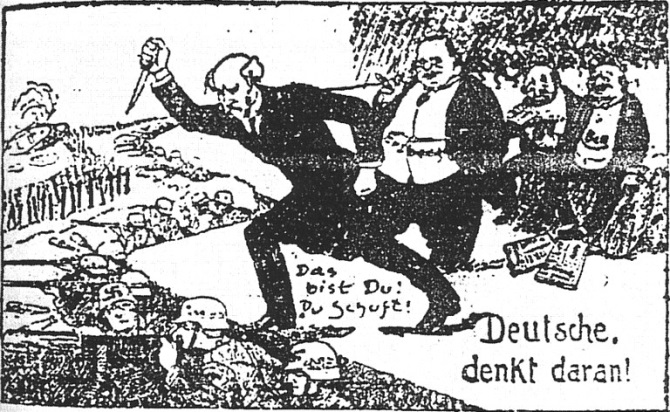 Das
bist Du!
Du Schuft!
Deutsche,
denkt daran!